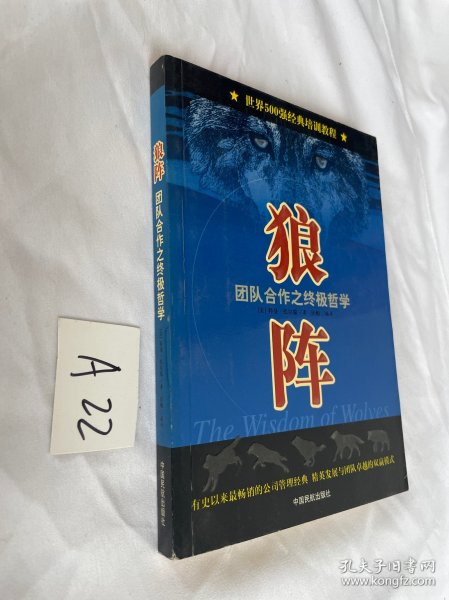 ★ 世界500强经典培训教程 ★
狼
团队合作之终极哲学
阵
The Wisdom of Wolves
有史以来最畅销的公司管理经典 精英发展与团队卓越的双赢模式
中国民航出版社
狼阵
团队合作之终极哲学
中国民航出版社
A22
孔夫子旧书网
www.kongfz.com